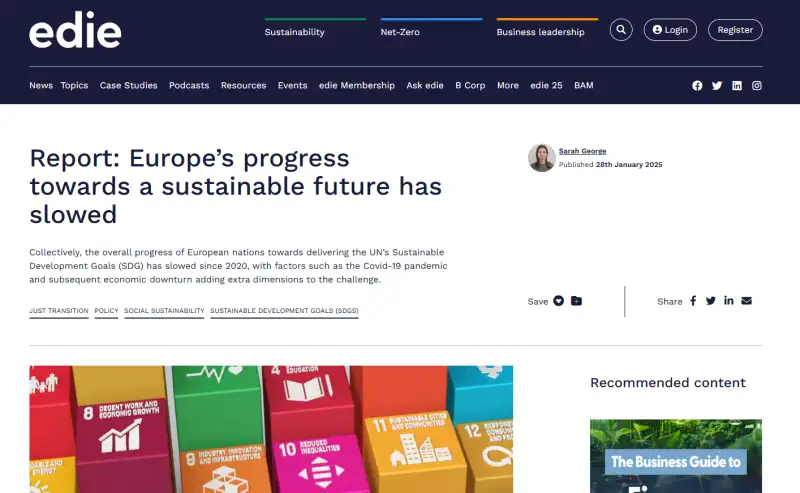 edie
Sustainability
Net-Zero
Business leadership
Login
Register
News Topics Case Studies Podcasts Resources Events edie Membership Ask edie B Corp More edie 25 BAM
Report: Europe’s progress
towards a sustainable future has
slowed
Sarah George
Published 28th January 2025
Collectively, the overall progress of European nations towards delivering the UN’s Sustainable
Development Goals (SDG) has slowed since 2020, with factors such as the Covid-19 pandemic
and subsequent economic downturn adding extra dimensions to the challenge.
Save
Share
JUST TRANSITION POLICY SOCIAL SUSTAINABILITY SUSTAINABLE DEVELOPMENT GOALS (SDGS)
Recommended content
4
EDUCATION
8 DECENT WORK AND
ECONOMIC GROWTH
11 SUSTAINABLE CITIES
AND COMMUNITIES
12
9 INDUSTRY, INNOVATION
AND INFRASTRUCTURE
10 REDUCED
INEQUALITIES
AND
ENERGY
The Business Guide to